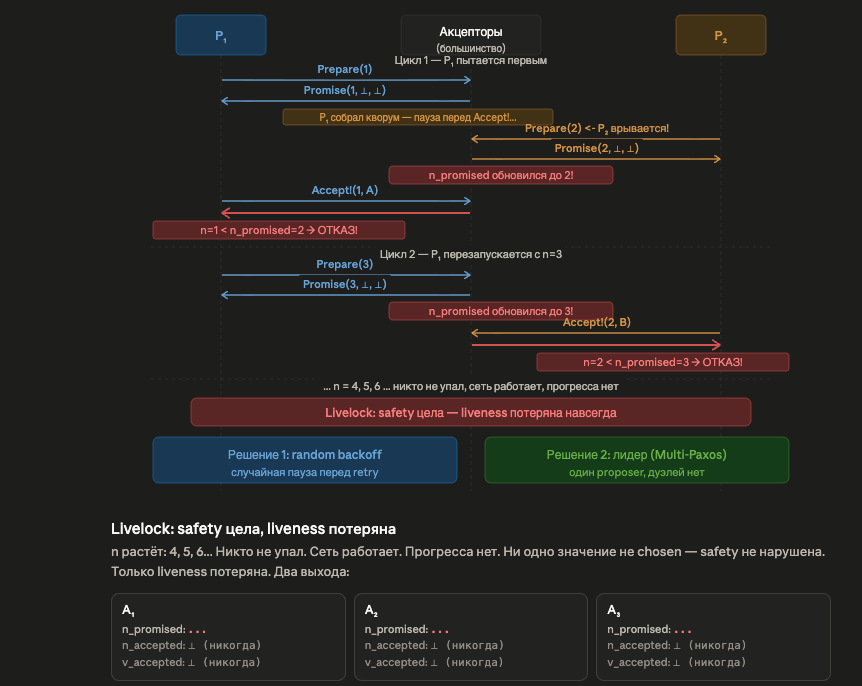 P₁
Акцепторы
(большинство)
P₂
Цикл 1 — P₁ пытается первым
Prepare(1)
Promise(1, ⊥, ⊥)
P₁ собрал кворум — пауза перед Accept!...
Prepare(2) <- P₂ врывается!
Promise(2, ⊥, ⊥)
n_promised обновился до 2!
Accept!(1, A)
n=1 < n_promised=2 → ОТКАЗ!
Цикл 2 — P₁ перезапускается с n=3
Prepare(3)
Promise(3, ⊥, ⊥)
n_promised обновился до 3!
Accept!(2, B)
n=2 < n_promised=3 → ОТКАЗ!
... n = 4, 5, 6 ... никто не упал, сеть работает, прогресса нет
Livelock: safety цела — liveness потеряна навсегда
Решение 1: random backoff
случайная пауза перед retry
Решение 2: лидер (Multi-Paxos)
один proposer, дуэлей нет
Livelock: safety цела, liveness потеряна
n растёт: 4, 5, 6... Никто не упал. Сеть работает. Прогресса нет. Ни одно значение не chosen — safety не нарушена.
Только liveness потеряна. Два выхода:
A₁
n_promised: ...
n_accepted: ⊥ (никогда)
v_accepted: ⊥ (никогда)
A₂
n_promised: ...
n_accepted: ⊥ (никогда)
v_accepted: ⊥ (никогда)
A₃
n_promised: ...
n_accepted: ⊥ (никогда)
v_accepted: ⊥ (никогда)